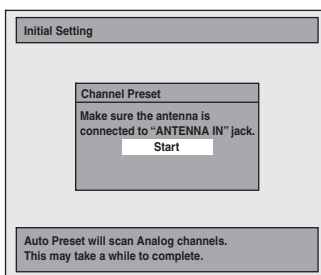 Initial Setting
Channel Preset
Make sure the antenna is
connected to “ANTENNA IN” jack.
Start
Auto Preset will scan Analog channels.
This may take a while to complete.